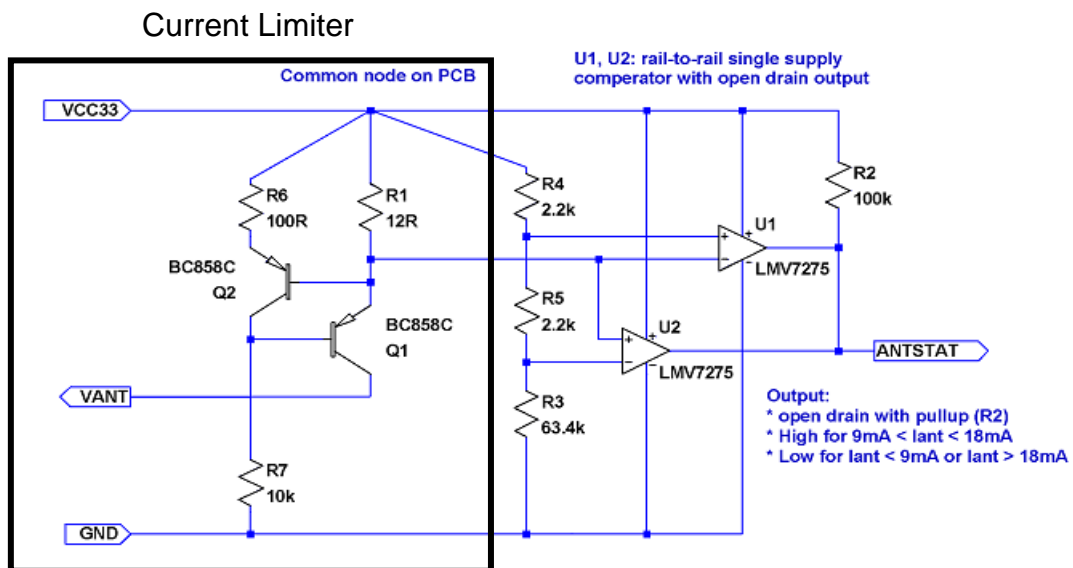 Current Limiter
Common node on PCB
U1, U2: rail-to-rail single supply
comperator with open drain output
VCC33
R6
100R
R1
12R
R4
2.2k
R2
100k
U1
LMV7275
BC858C
Q2
BC858C
Q1
R5
2.2k
U2
LMV7275
ANTSTAT
VANT
R3
63.4k
Output:
* open drain with pullup (R2)
* High for 9mA < Iant < 18mA
* Low for Iant < 9mA or Iant > 18mA
R7
10k
GND